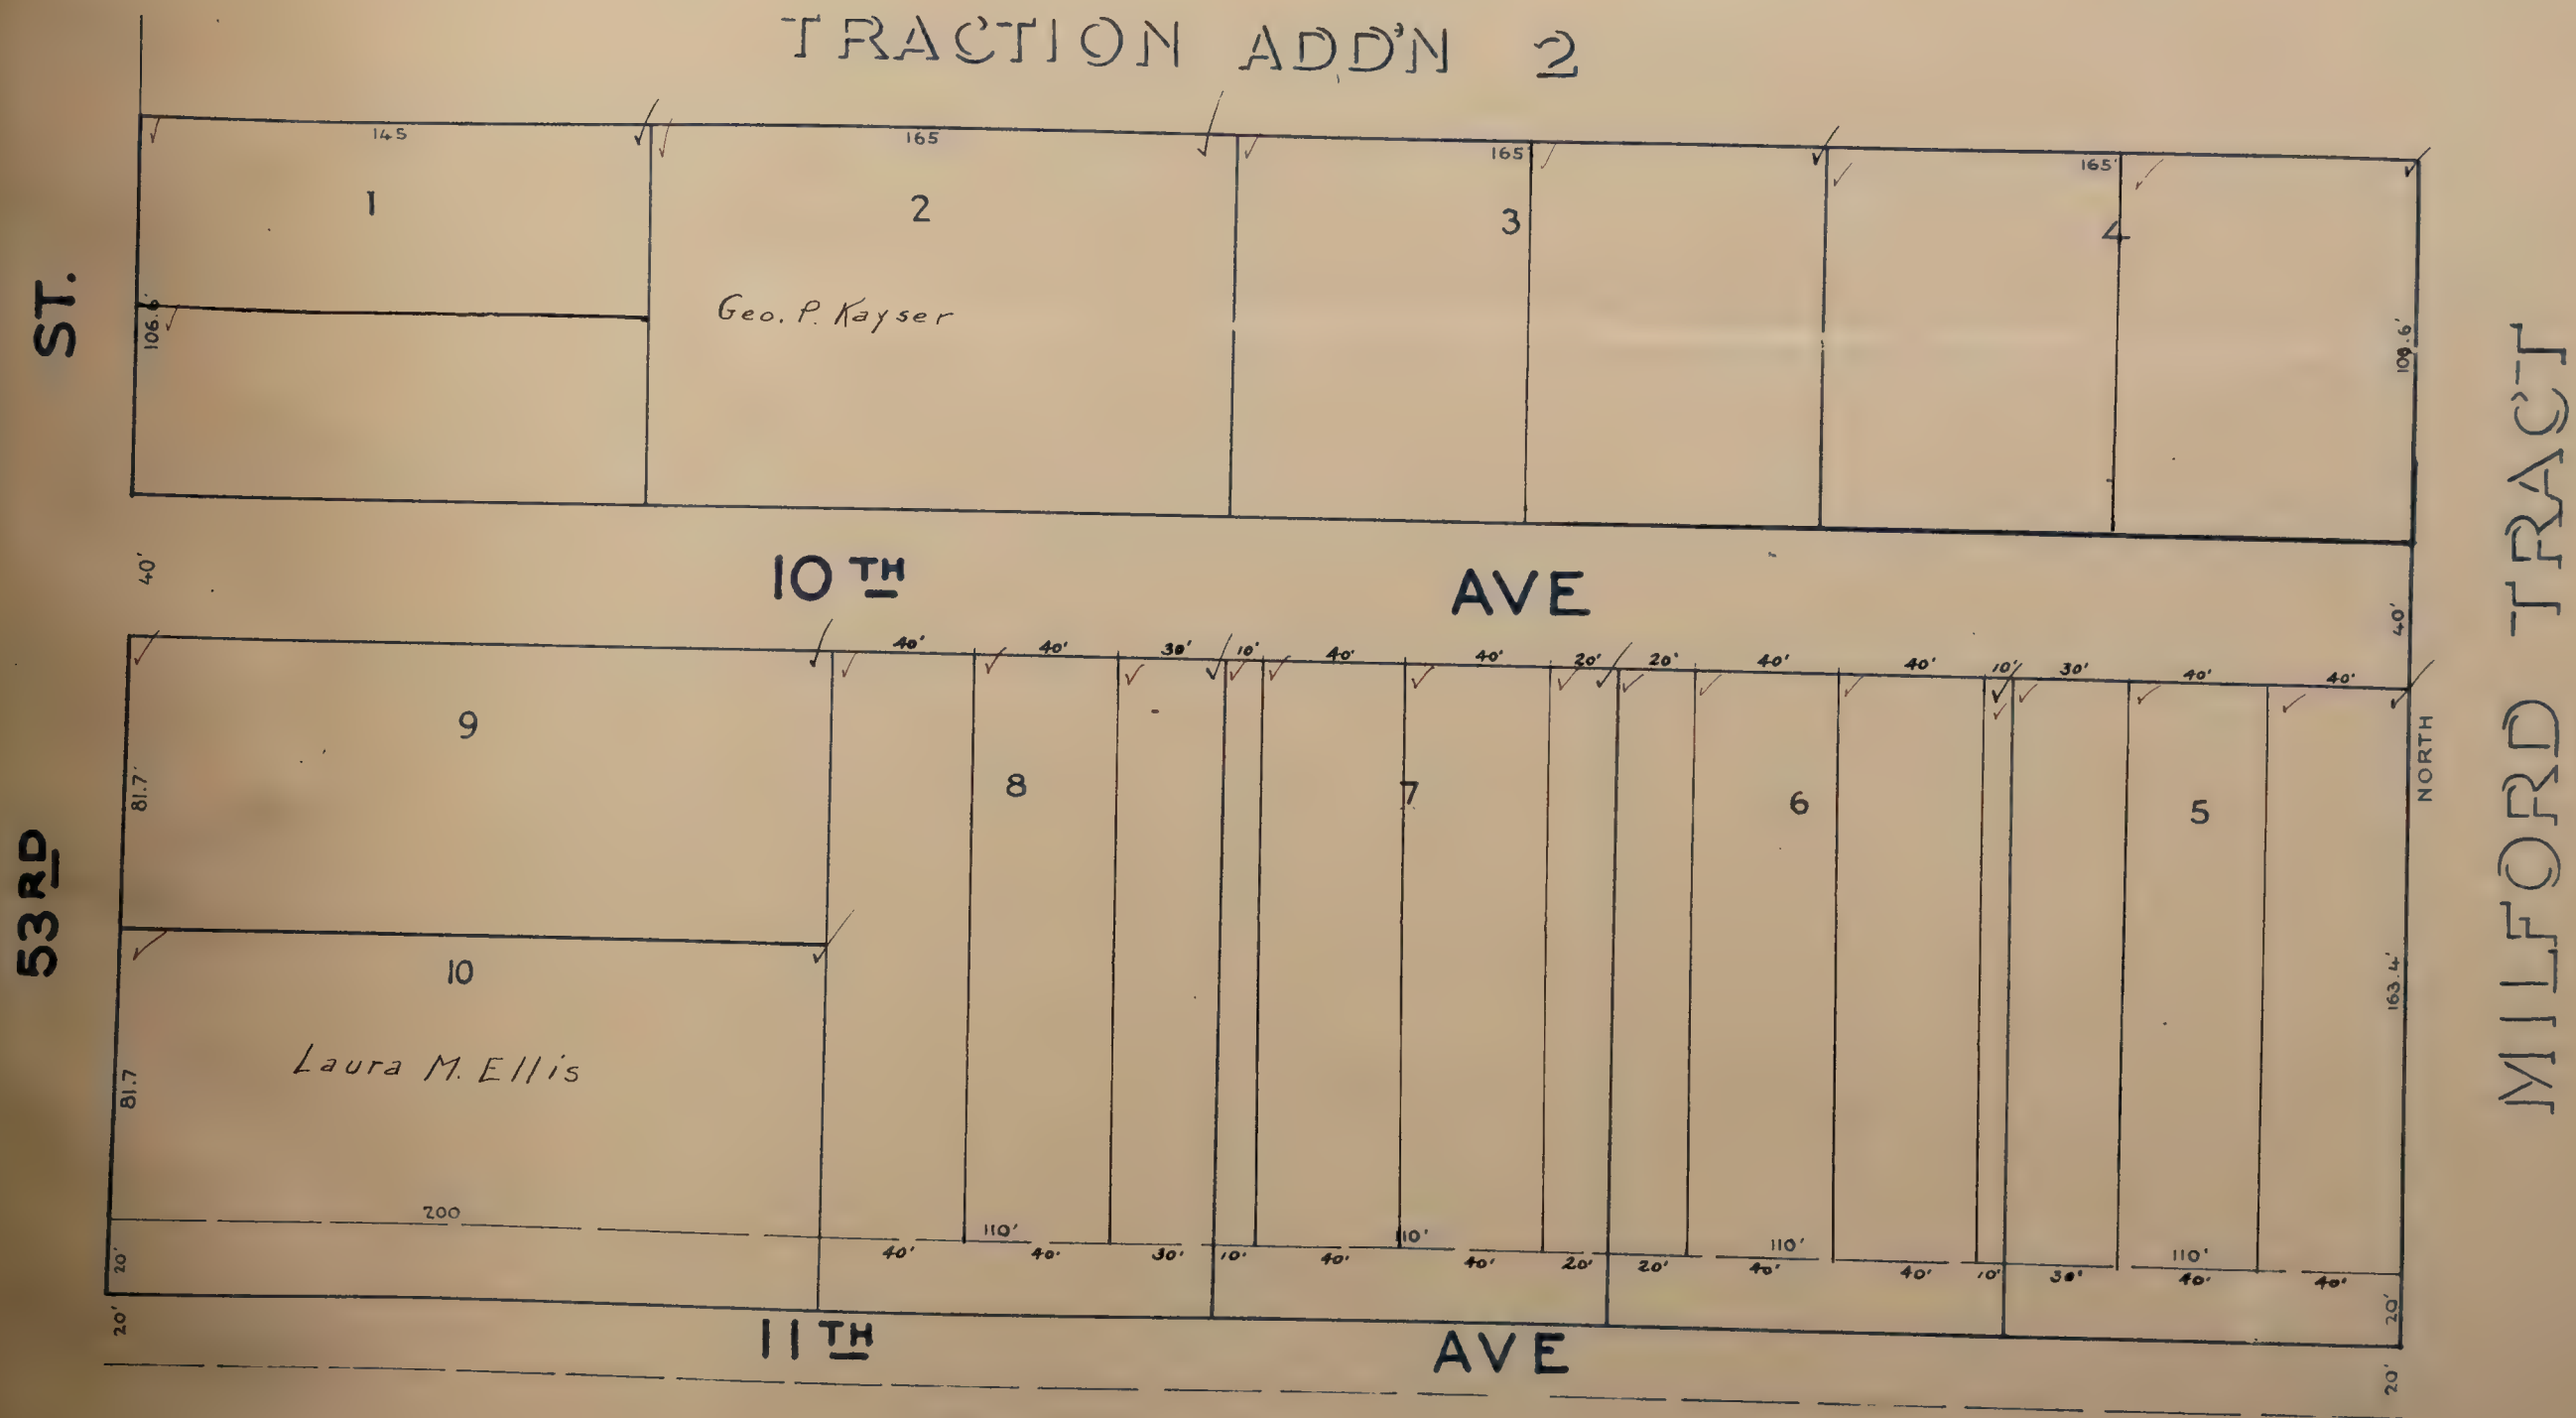 TRACTION ADD'N 2
145 165 165' 165'
1 2 3 4
Geo. P. Kayser
106.6'
ST.
40'
10TH AVE
40'
40' 40' 30' 10' 40' 40' 20' 20' 40' 40' 10' 30' 40' 40'
NORTH
MILFORD TRACT
9
8 7 6 5
81.7'
53RD
10
163.4'
Laura M. Ellis
81.7
200 110' 110' 110' 110'
40' 40' 30' 10' 40' 40' 20' 20' 40' 40' 10' 30' 40' 40'
20' 20'
11TH AVE
20' 20'